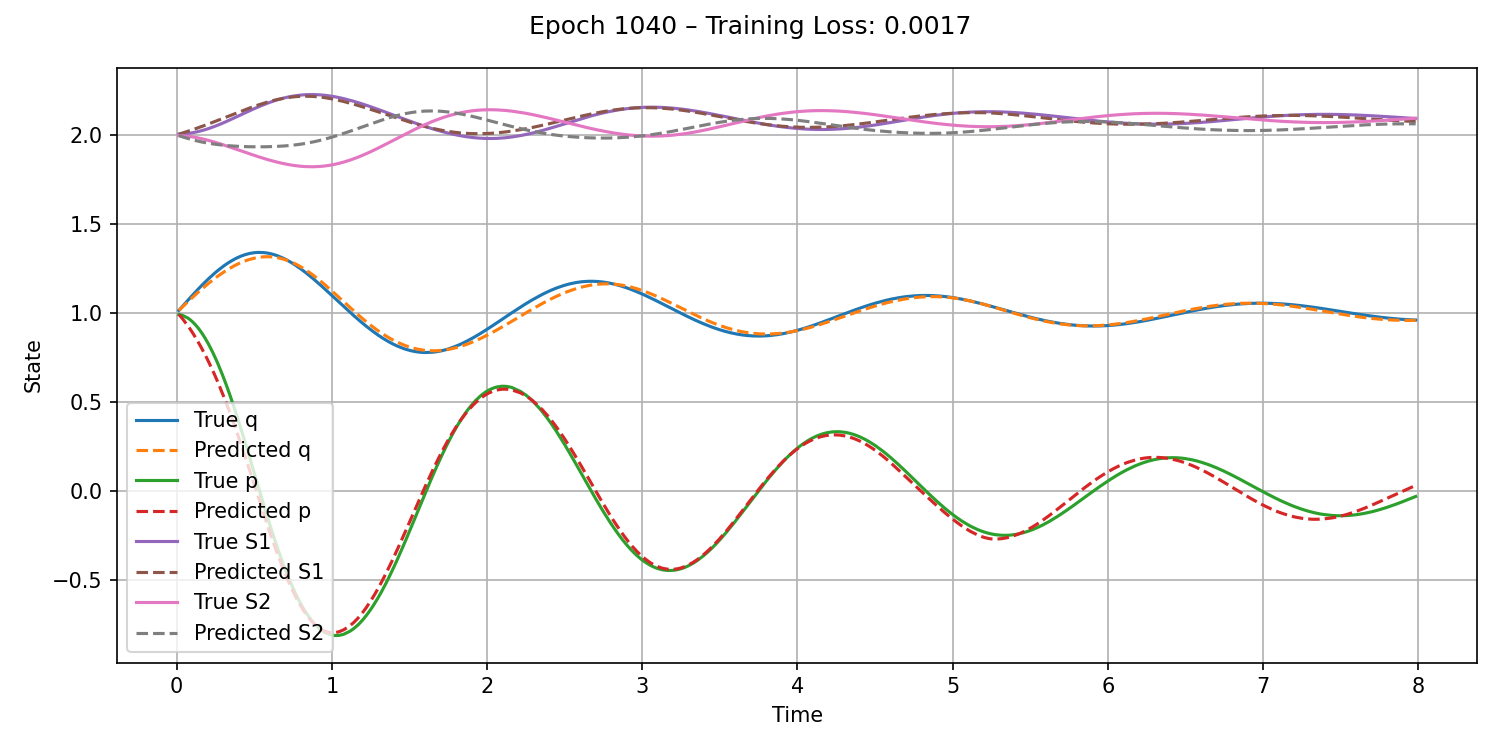 Epoch 1040 – Training Loss: 0.0017
State
2.0
1.5
1.0
0.5
0.0
−0.5
True q
Predicted q
True p
Predicted p
True S1
Predicted S1
True S2
Predicted S2
0 1 2 3 4 5 6 7 8
Time